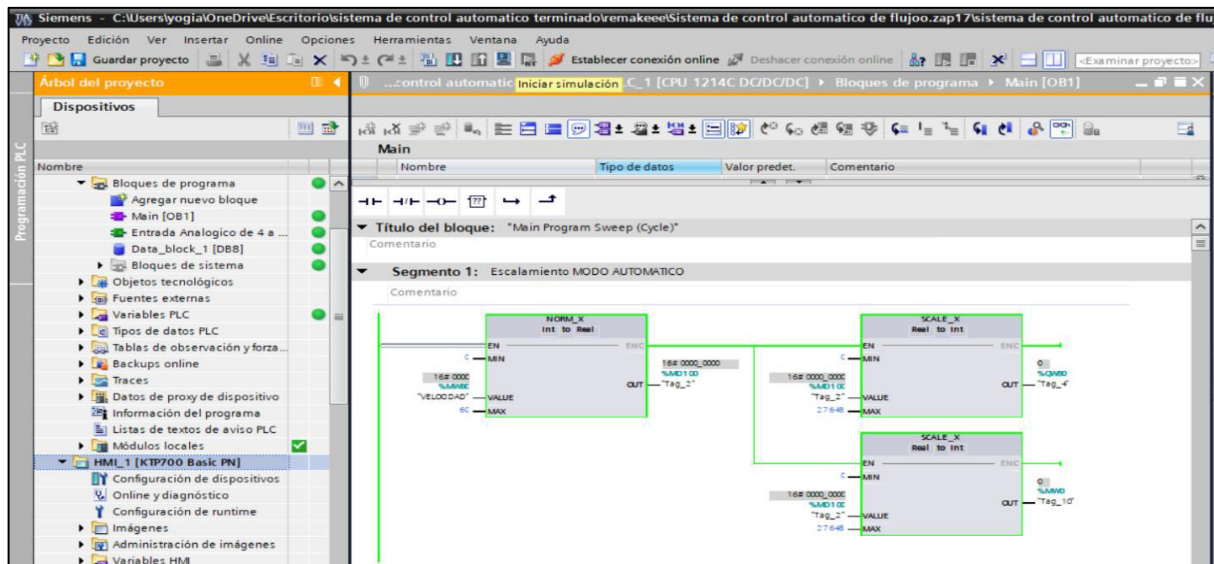 Siemens - C:\Users\yogia\OneDrive\Escritorio\sistema de control automatico terminado\remakeee\Sistema de control automatico de flujoo.zap17\sistema de control automatico de flu
Proyecto Edición Ver Insertar Online Opciones Herramientas Ventana Ayuda
Guardar proyecto Establecer conexión online Deshacer conexión online <Examinar proyecto>
Árbol del proyecto
...control automatic Iniciar simulación .C_1 [CPU 1214C DC/DC/DC] Bloques de programa Main [OB1]
Dispositivos
Programación PLC
Main
Nombre
Nombre Tipo de datos Valor predet. Comentario
Bloques de programa
Agregar nuevo bloque
Main [OB1]
Entrada Analogico de 4 a ...
Data_block_1 [DB8]
Bloques de sistema
Objetos tecnológicos
Fuentes externas
Variables PLC
Tipos de datos PLC
Tablas de observación y forza...
Backups online
Traces
Datos de proxy de dispositivo
Información del programa
Listas de textos de aviso PLC
Módulos locales
HMI_1 [KTP700 Basic PN]
Configuración de dispositivos
Online y diagnóstico
Configuración de runtime
Imágenes
Administración de imágenes
Variables HMI
Título del bloque: "Main Program Sweep (Cycle)"
Comentario
Segmento 1: Escalamiento MODO AUTOMATICO
Comentario
NORM_X
Int to Real
EN
MIN
VALUE
MAX
OUT
16#0000_0000
%MD100
"Tag_2"
SCALE_X
Real to Int
EN
MIN
16#0000_0000
"Tag_2"
VALUE
27648
MAX
OUT
0
%QW80
"Tag_4"
SCALE_X
Real to Int
EN
MIN
16#0000_0000
"Tag_2"
VALUE
27648
MAX
OUT
0
%MW0
"Tag_10"